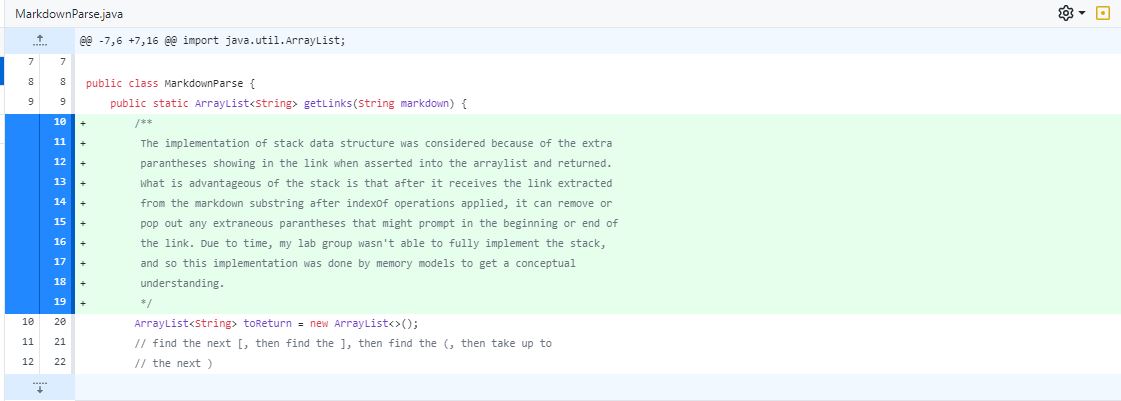 MarkdownParse.java
@@ -7,6 +7,16 @@ import java.util.ArrayList;
7 7
8 8 public class MarkdownParse {
9 9 public static ArrayList<String> getLinks(String markdown) {
10 + /**
11 + The implementation of stack data structure was considered because of the extra
12 + parantheses showing in the link when asserted into the arraylist and returned.
13 + What is advantageous of the stack is that after it receives the link extracted
14 + from the markdown substring after indexOf operations applied, it can remove or
15 + pop out any extraneous parantheses that might prompt in the beginning or end of
16 + the link. Due to time, my lab group wasn't able to fully implement the stack,
17 + and so this implementation was done by memory models to get a conceptual
18 + understanding.
19 + */
10 20 ArrayList<String> toReturn = new ArrayList<>();
11 21 // find the next [, then find the ], then find the (, then take up to
12 22 // the next )